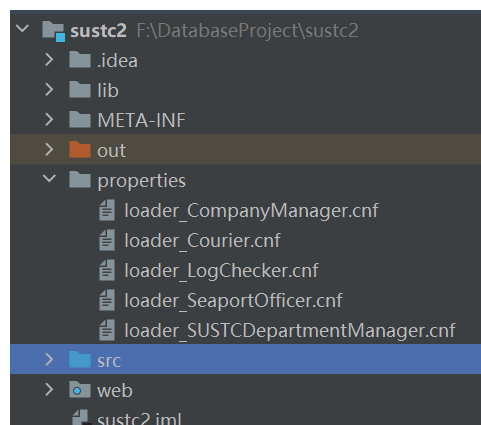 sustc2 F:\DatabaseProject\sustc2
.idea
lib
META-INF
out
properties
loader_CompanyManager.cnf
loader_Courier.cnf
loader_LogChecker.cnf
loader_SeaportOfficer.cnf
loader_SUSTCDepartmentManager.cnf
src
web
sustc2.iml